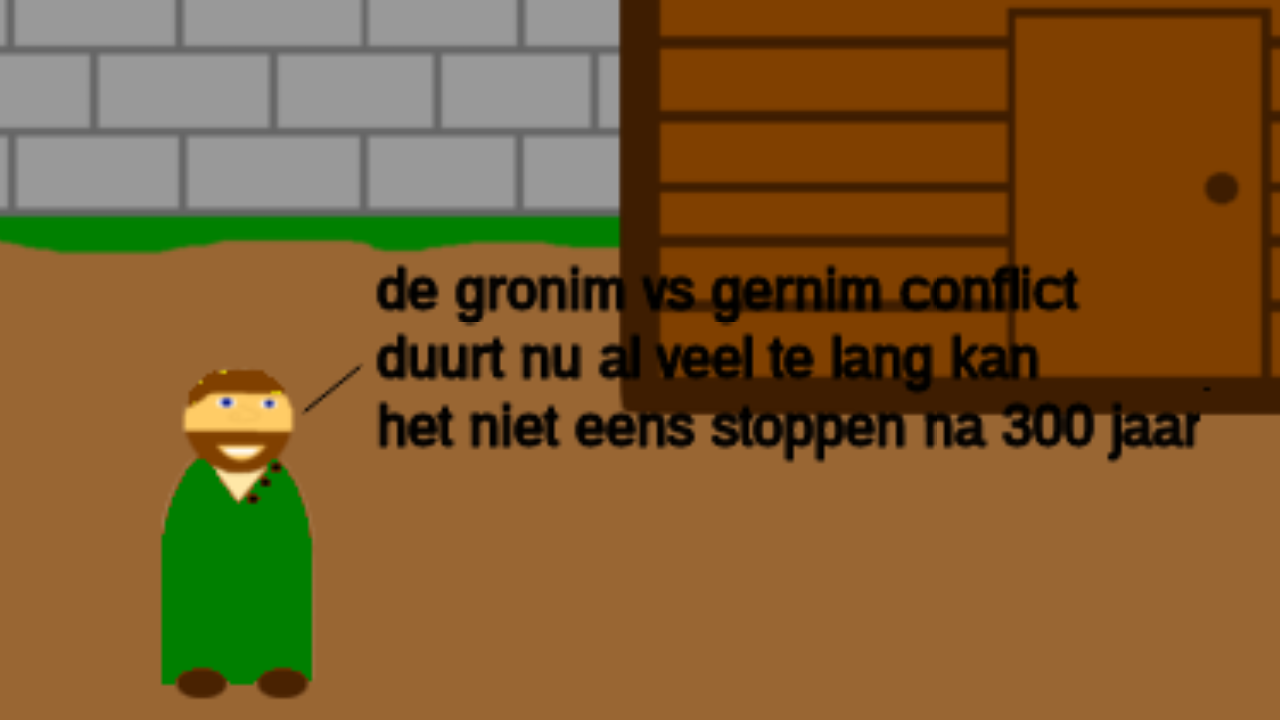 de gronim vs gernim conflict
duurt nu al veel te lang kan
het niet eens stoppen na 300 jaar